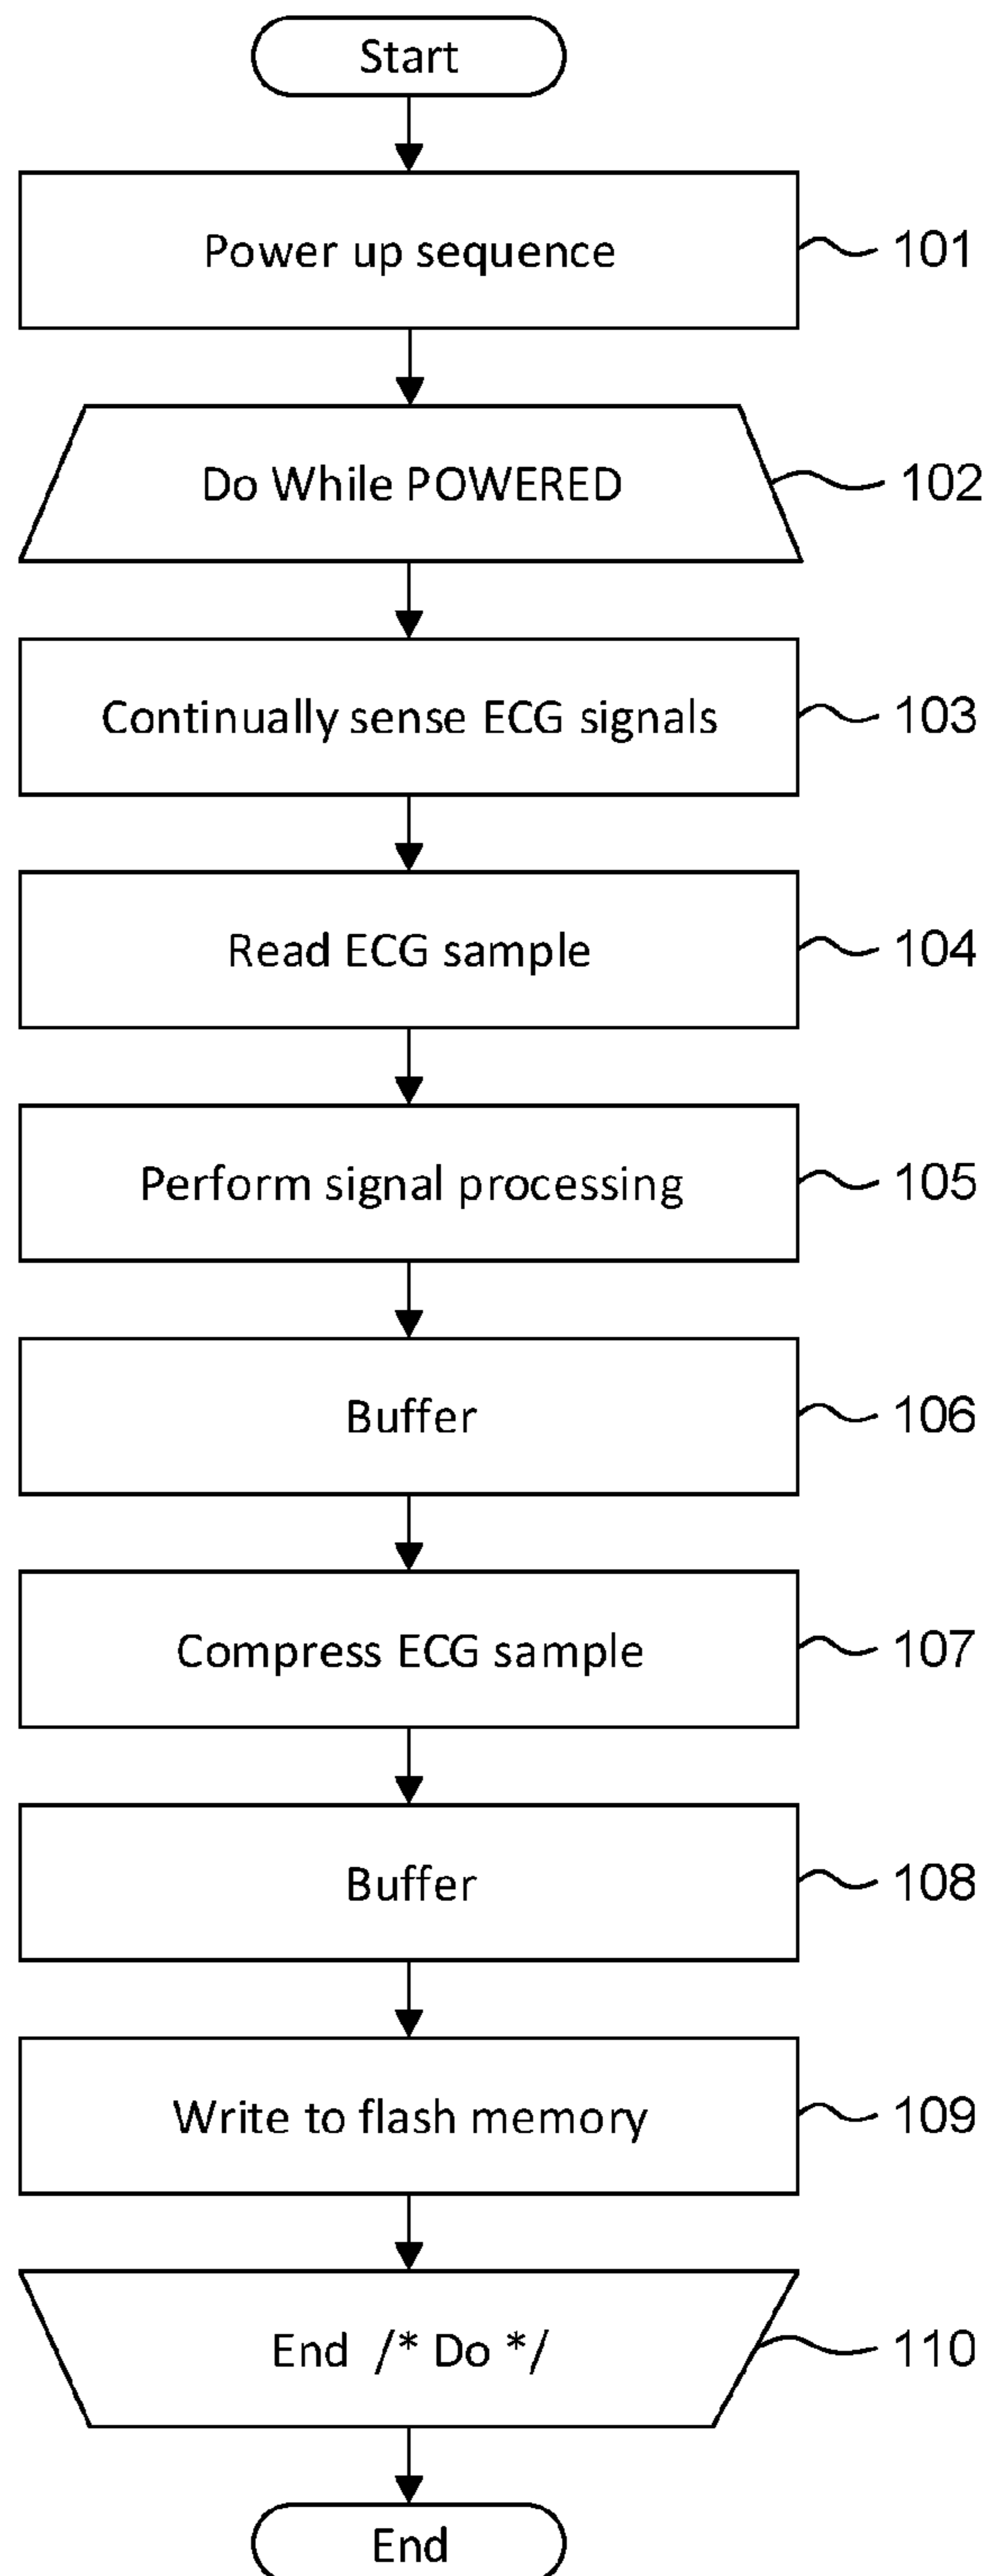 Start
Power up sequence 101
Do While POWERED 102
Continually sense ECG signals 103
Read ECG sample 104
Perform signal processing 105
Buffer 106
Compress ECG sample 107
Buffer 108
Write to flash memory 109
End /* Do */ 110
End